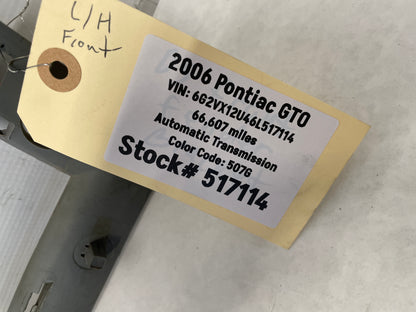 L/H
Front
2006 Pontiac GTO
VIN: 6G2VX12U46L517114
66,607 miles
Automatic Transmission
Color Code: 507G
Stock# 517114